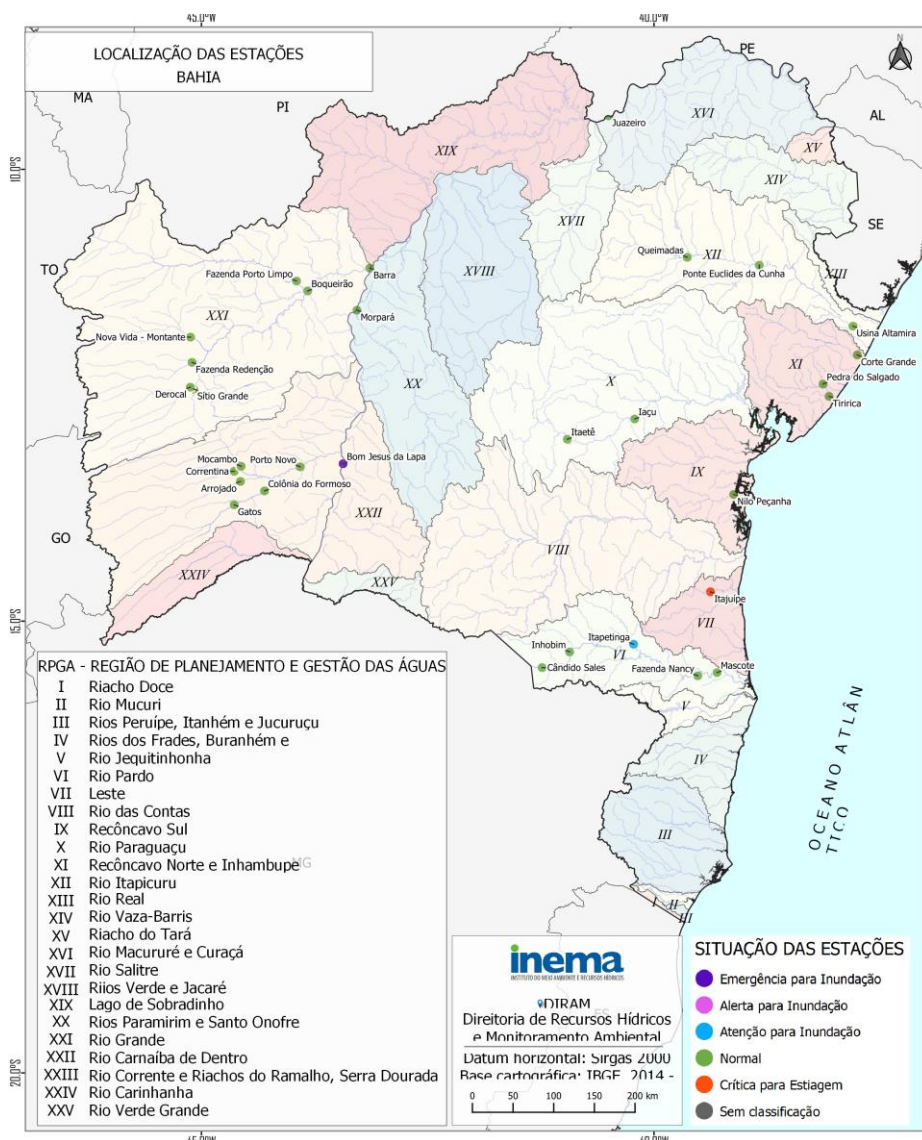 45.0°W
40.0°W
LOCALIZAÇÃO DAS ESTAÇÕES
BAHIA
PE
N
MA
PI
AL
Juazeiro
XVI
XIX
XV
10.0°S
XIV
XVII
SE
Queimadas
XII
TO
Barra
XVIII
Ponte Euclides da Cunha
XIII
Fazenda Porto Limpo
Boqueirão
XXI
Morpará
Usina Altamira
Nova Vida - Montante
Corte Grande
Fazenda Redenção
XI
XX
X
Pedra do Salgado
Derocal
Sítio Grande
Tiririca
Iaçu
Itaetê
Mocambo
Porto Novo
Bom Jesus da Lapa
Correntina
IX
Arrojado
Colônia do Formoso
Nilo Peçanha
Gatos
XXII
GO
VIII
XXIV
XXV
Itajuípe
15.0°S
VII
Inhobim
Itapetinga
VI
Cândido Sales
Fazenda Nancy
Mascote
V
IV
III
I
II
OCEANO ATLÂN
TICO
RPGA - REGIÃO DE PLANEJAMENTO E GESTÃO DAS ÁGUAS
I Riacho Doce
II Rio Mucuri
III Rios Peruípe, Itanhém e Jucuruçu
IV Rios dos Frades, Buranhém e
V Rio Jequitinhonha
VI Rio Pardo
VII Leste
VIII Rio das Contas
IX Recôncavo Sul
X Rio Paraguaçu
XI Recôncavo Norte e Inhambupe
MG
XII Rio Itapicuru
XIII Rio Real
XIV Rio Vaza-Barris
XV Riacho do Tará
XVI Rio Macururé e Curaçá
XVII Rio Salitre
XVIII Riios Verde e Jacaré
XIX Lago de Sobradinho
XX Rios Paramirim e Santo Onofre
XXI Rio Grande
XXII Rio Carnaíba de Dentro
XXIII Rio Corrente e Riachos do Ramalho, Serra Dourada
XXIV Rio Carinhanha
XXV Rio Verde Grande
inema
INSTITUTO DO MEIO AMBIENTE E RECURSOS HÍDRICOS
DIRAM
ES
Direitoria de Recursos Hídricos
e Monitoramento Ambiental
Datum horizontal: Sirgas 2000
Base cartográfica: IBGE, 2014 -
0 50 100 150 200 km
SITUAÇÃO DAS ESTAÇÕES
Emergência para Inundação
Alerta para Inundação
Atenção para Inundação
Normal
Crítica para Estiagem
Sem classificação
20.0°S
40.0°W